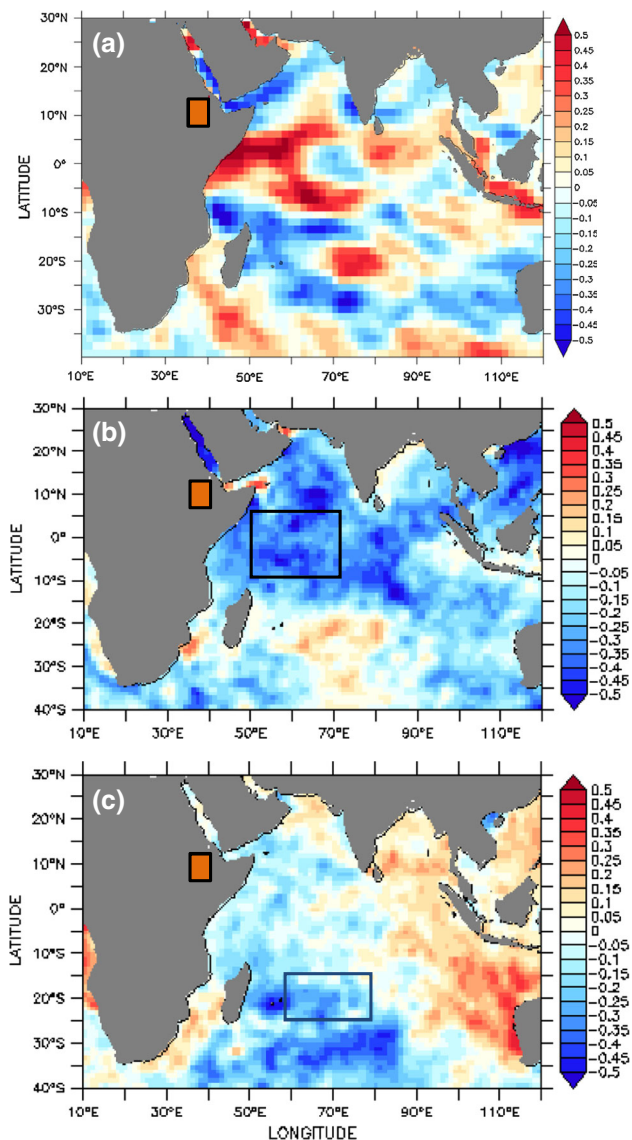 (a)
LATITUDE
30°N
20°N
10°N
0°
10°S
20°S
30°S
10°E 30°E 50°E 70°E 90°E 110°E
0.5
0.45
0.4
0.35
0.3
0.25
0.2
0.15
0.1
0.05
0
-0.05
-0.1
-0.15
-0.2
-0.25
-0.3
-0.35
-0.4
-0.45
-0.5
(b)
LATITUDE
30°N
20°N
10°N
0°
10°S
20°S
30°S
40°S
10°E 30°E 50°E 70°E 90°E 110°E
0.5
0.45
0.4
0.35
0.3
0.25
0.2
0.15
0.1
0.05
0
-0.05
-0.1
-0.15
-0.2
-0.25
-0.3
-0.35
-0.4
-0.45
-0.5
(c)
LATITUDE
30°N
20°N
10°N
0°
10°S
20°S
30°S
40°S
10°E 30°E 50°E 70°E 90°E 110°E
LONGITUDE
0.5
0.45
0.4
0.35
0.3
0.25
0.2
0.15
0.1
0.05
0
-0.05
-0.1
-0.15
-0.2
-0.25
-0.3
-0.35
-0.4
-0.45
-0.5